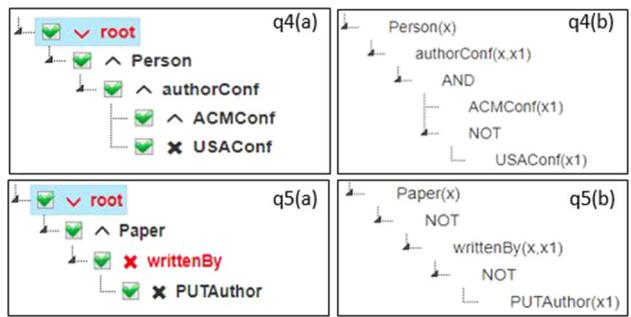 q4(a)
root
Person
authorConf
ACMConf
USAConf
q4(b)
Person(x)
authorConf(x,x1)
AND
ACMConf(x1)
NOT
USAConf(x1)
q5(a)
root
Paper
writtenBy
PUTAuthor
q5(b)
Paper(x)
NOT
writtenBy(x,x1)
NOT
PUTAuthor(x1)